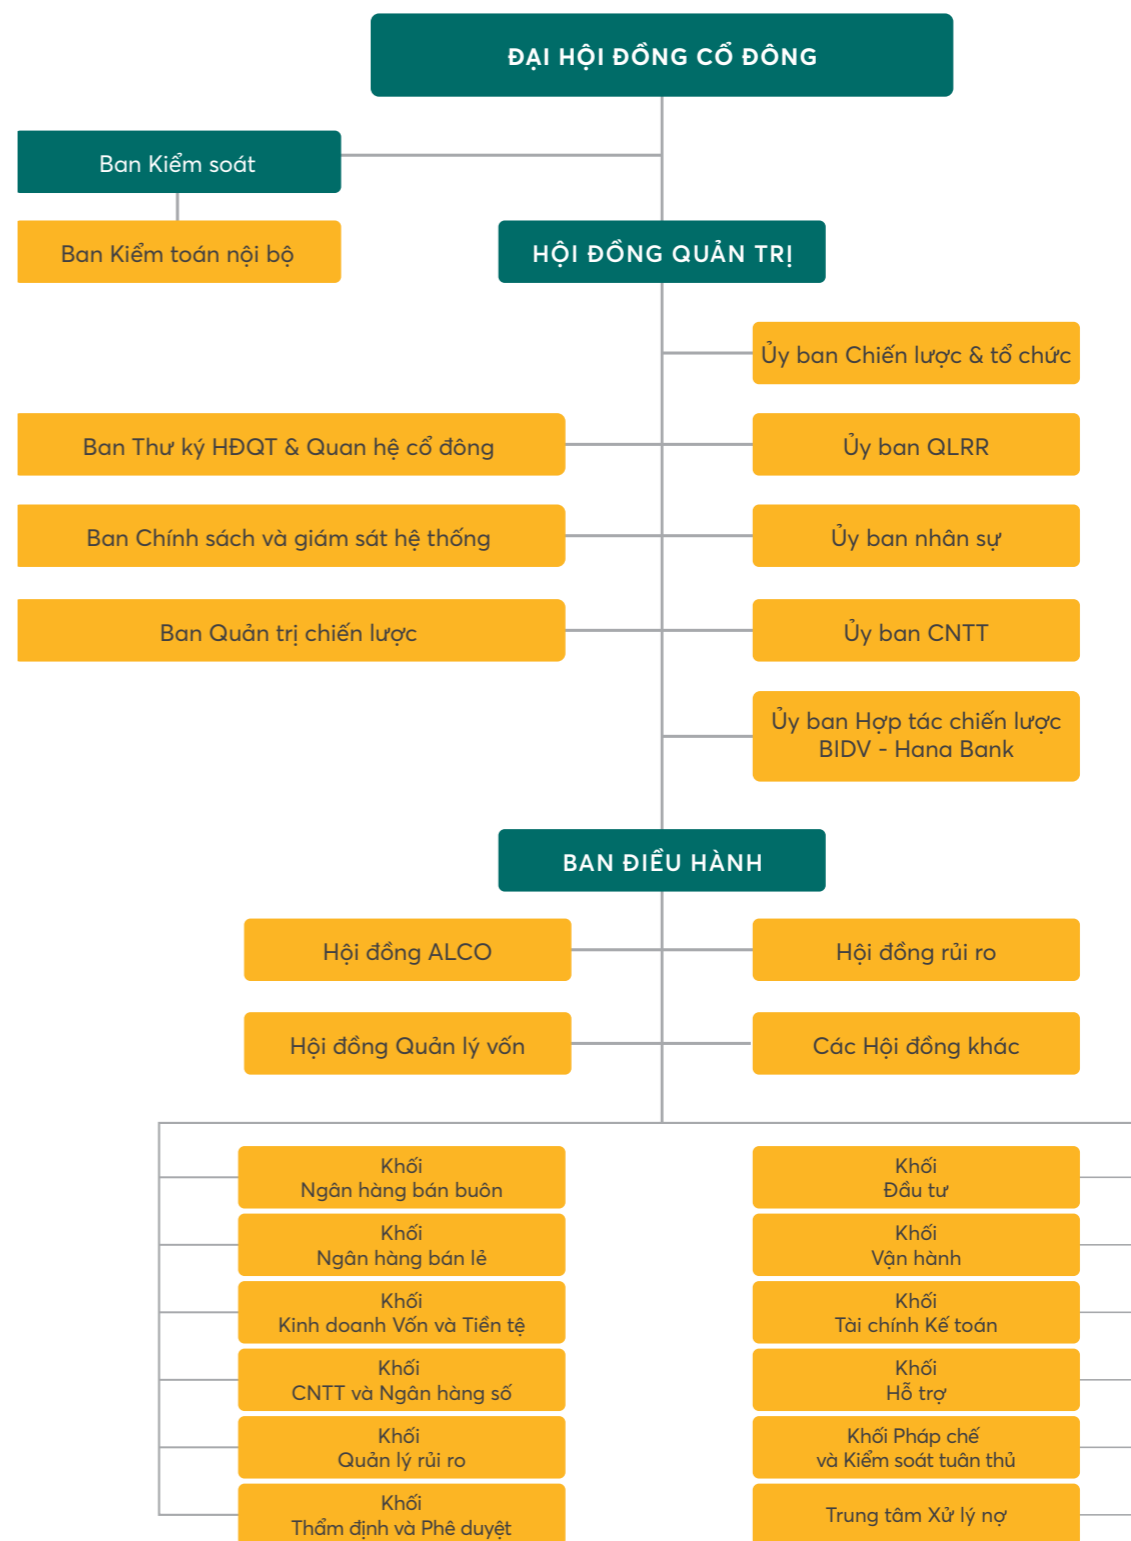 ĐẠI HỘI ĐỒNG CỔ ĐÔNG
Ban Kiểm soát
Ban Kiểm toán nội bộ
HỘI ĐỒNG QUẢN TRỊ
Ủy ban Chiến lược & tổ chức
Ban Thư ký HĐQT & Quan hệ cổ đông
Ủy ban QLRR
Ban Chính sách và giám sát hệ thống
Ủy ban nhân sự
Ban Quản trị chiến lược
Ủy ban CNTT
Ủy ban Hợp tác chiến lược
BIDV - Hana Bank
BAN ĐIỀU HÀNH
Hội đồng ALCO
Hội đồng rủi ro
Hội đồng Quản lý vốn
Các Hội đồng khác
Khối
Ngân hàng bán buôn
Khối
Đầu tư
Khối
Ngân hàng bán lẻ
Khối
Vận hành
Khối
Kinh doanh Vốn và Tiền tệ
Khối
Tài chính Kế toán
Khối
CNTT và Ngân hàng số
Khối
Hỗ trợ
Khối
Quản lý rủi ro
Khối Pháp chế
và Kiểm soát tuân thủ
Khối
Thẩm định và Phê duyệt
Trung tâm Xử lý nợ